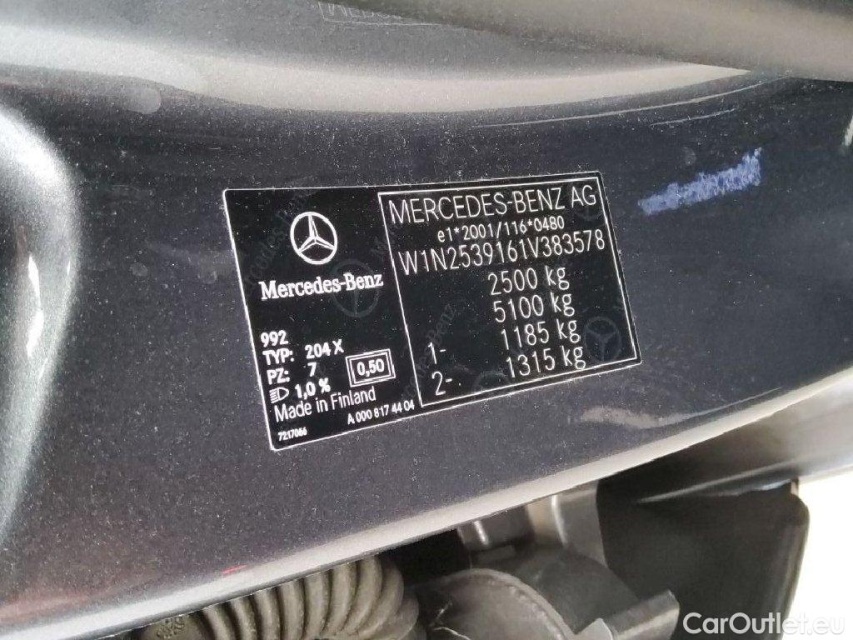 Mercedes-Benz
992
TYP: 204 X
PZ: 7
0,50
1,0 %
Made in Finland
7217066
A 000 817 44 04
MERCEDES-BENZ AG
e1*2001/116*0480
W1N2539161V383578
2500 kg
5100 kg
1- 1185 kg
2- 1315 kg
CarOutlet.eu